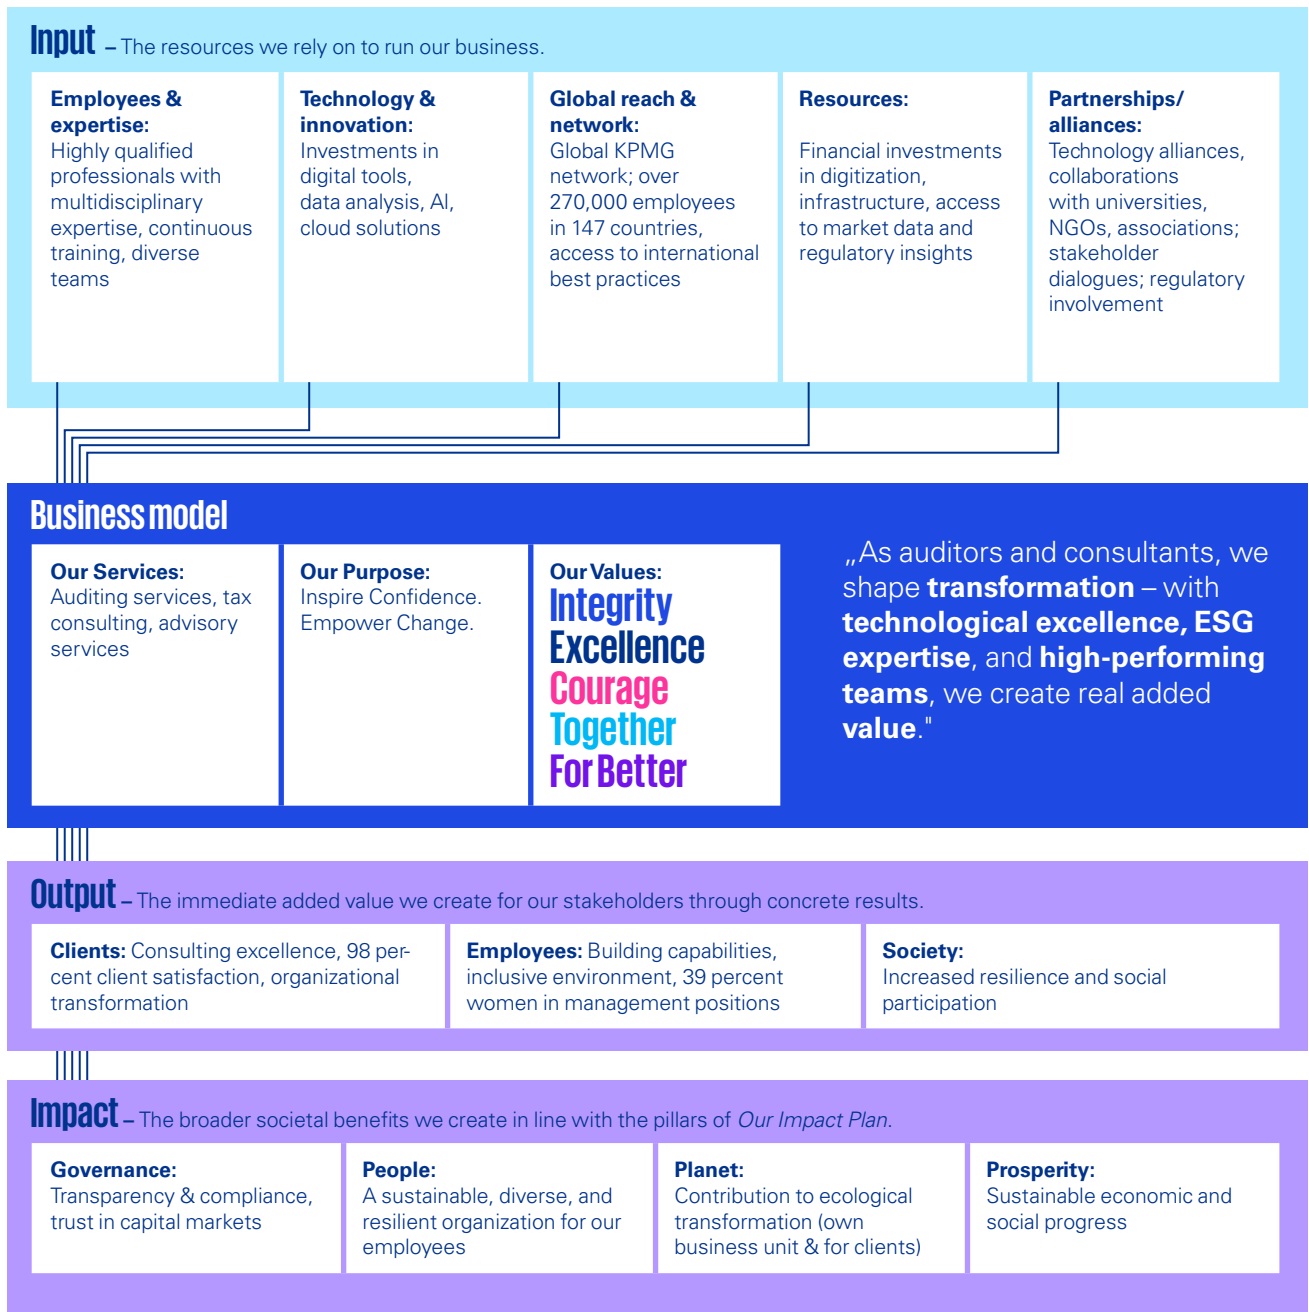 Input – The resources we rely on to run our business.
Employees &
expertise:
Highly qualified
professionals with
multidisciplinary
expertise, continuous
training, diverse
teams
Technology &
innovation:
Investments in
digital tools,
data analysis, AI,
cloud solutions
Global reach &
network:
Global KPMG
network; over
270,000 employees
in 147 countries,
access to international
best practices
Resources:
Financial investments
in digitization,
infrastructure, access
to market data and
regulatory insights
Partnerships/
alliances:
Technology alliances,
collaborations
with universities,
NGOs, associations;
stakeholder
dialogues; regulatory
involvement
Business model
Our Services:
Auditing services, tax
consulting, advisory
services
Our Purpose:
Inspire Confidence.
Empower Change.
Our Values:
Integrity
Excellence
Courage
Together
For Better
„As auditors and consultants, we
shape transformation – with
technological excellence, ESG
expertise, and high-performing
teams, we create real added
value."
Output – The immediate added value we create for our stakeholders through concrete results.
Clients: Consulting excellence, 98 per-
cent client satisfaction, organizational
transformation
Employees: Building capabilities,
inclusive environment, 39 percent
women in management positions
Society:
Increased resilience and social
participation
Impact – The broader societal benefits we create in line with the pillars of Our Impact Plan.
Governance:
Transparency & compliance,
trust in capital markets
People:
A sustainable, diverse, and
resilient organization for our
employees
Planet:
Contribution to ecological
transformation (own
business unit & for clients)
Prosperity:
Sustainable economic and
social progress